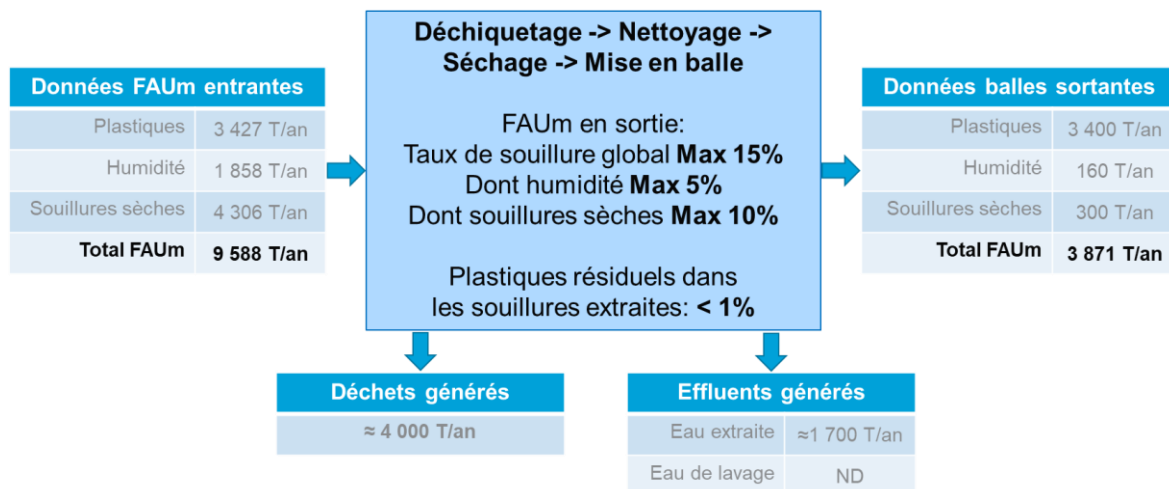 Données FAUm entrantes
Plastiques 3 427 T/an
Humidité 1 858 T/an
Souillures sèches 4 306 T/an
Total FAUm 9 588 T/an
Déchiquetage -> Nettoyage ->
Séchage -> Mise en balle
FAUm en sortie:
Taux de souillure global Max 15%
Dont humidité Max 5%
Dont souillures sèches Max 10%
Plastiques résiduels dans
les souillures extraites: < 1%
Données balles sortantes
Plastiques 3 400 T/an
Humidité 160 T/an
Souillures sèches 300 T/an
Total FAUm 3 871 T/an
Déchets générés
≈ 4 000 T/an
Effluents générés
Eau extraite ≈1 700 T/an
Eau de lavage ND